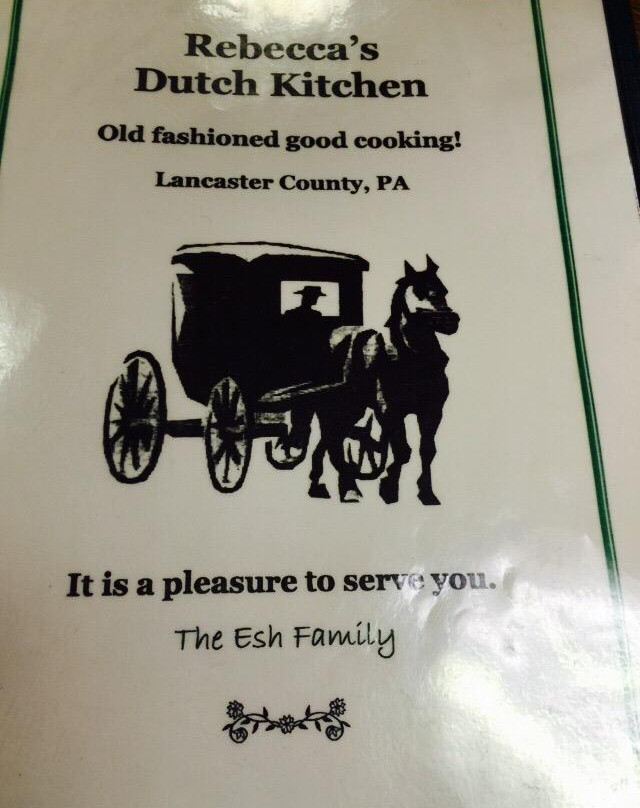 Rebecca's
Dutch Kitchen
Old fashioned good cooking!
Lancaster County, PA
It is a pleasure to serve you.
The Esh Family